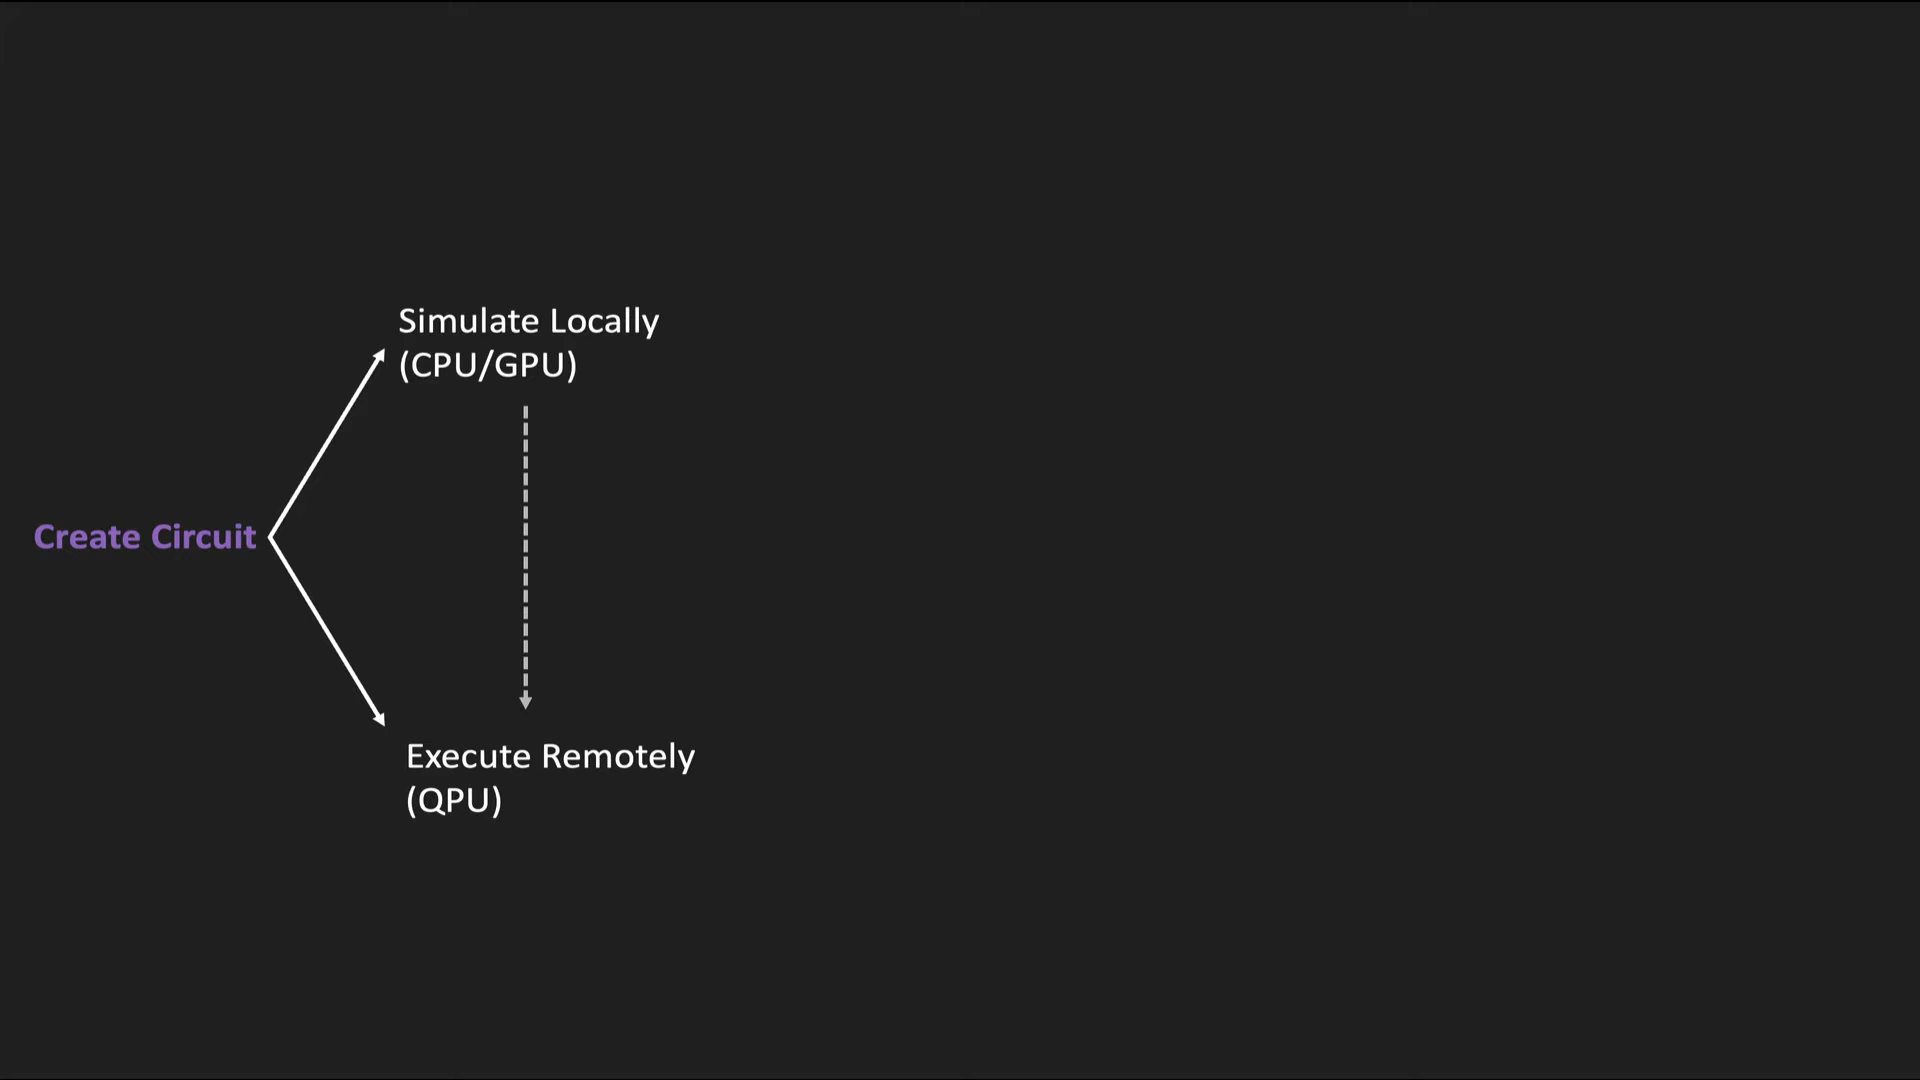 Simulate Locally
(CPU/GPU)
Create Circuit
Execute Remotely
(QPU)